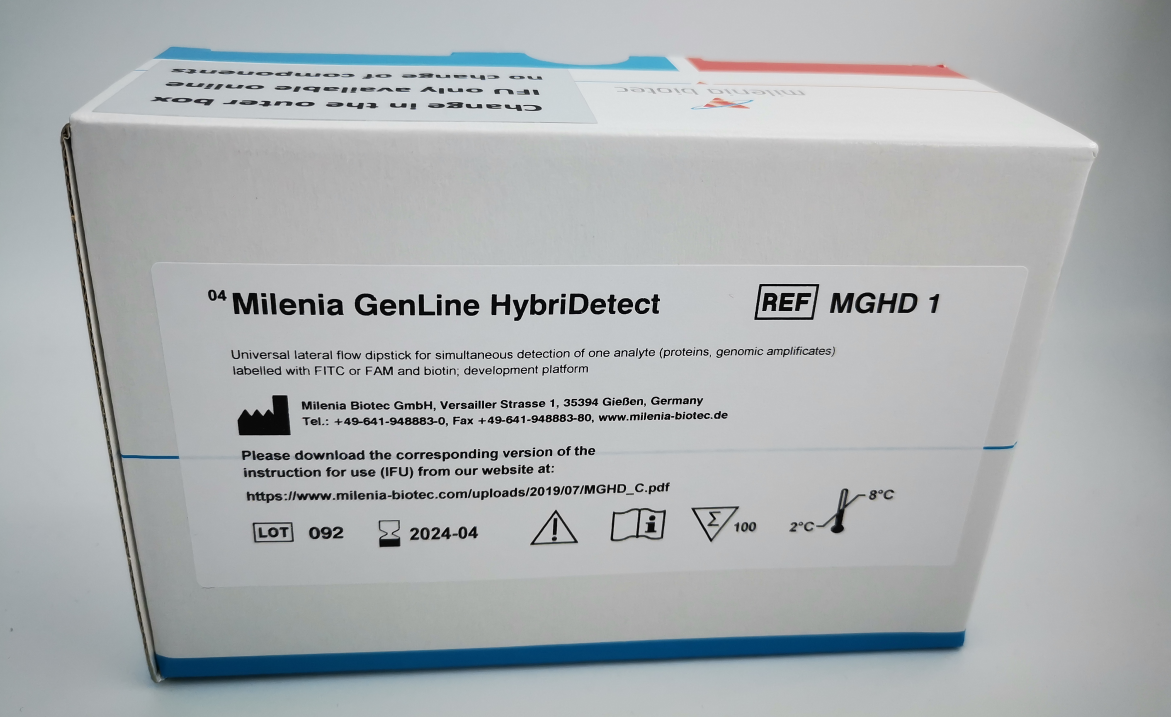 Change in the outer box
IFU only available online
no change of components
milenia biotec
04 Milenia GenLine HybriDetect
REF MGHD 1
Universal lateral flow dipstick for simultaneous detection of one analyte (proteins, genomic amplificates)
labelled with FITC or FAM and biotin; development platform
Milenia Biotec GmbH, Versailler Strasse 1, 35394 Gießen, Germany
Tel.: +49-641-948883-0, Fax +49-641-948883-80, www.milenia-biotec.de
Please download the corresponding version of the
instruction for use (IFU) from our website at:
https://www.milenia-biotec.com/uploads/2019/07/MGHD_C.pdf
LOT 092 2024-04 ! i Σ 100 2°C 8°C